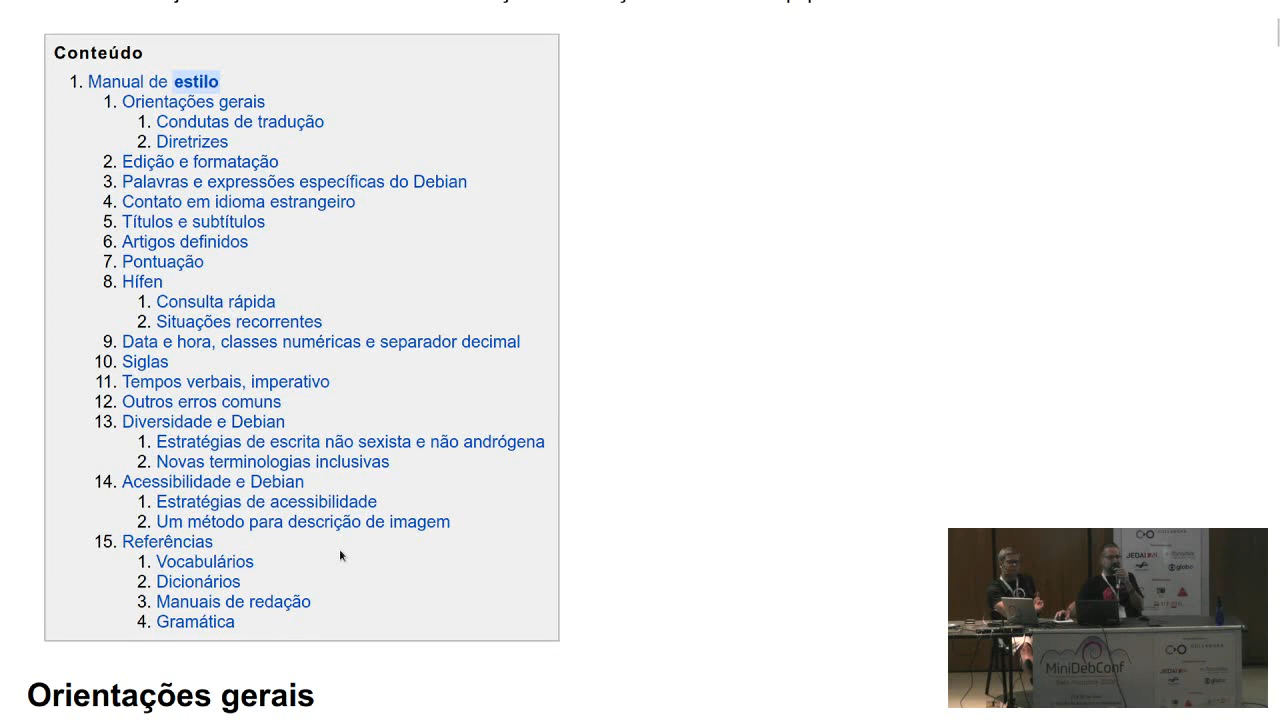 Conteúdo
1. Manual de estilo
1. Orientações gerais
1. Condutas de tradução
2. Diretrizes
2. Edição e formatação
3. Palavras e expressões específicas do Debian
4. Contato em idioma estrangeiro
5. Títulos e subtítulos
6. Artigos definidos
7. Pontuação
8. Hífen
1. Consulta rápida
2. Situações recorrentes
9. Data e hora, classes numéricas e separador decimal
10. Siglas
11. Tempos verbais, imperativo
12. Outros erros comuns
13. Diversidade e Debian
1. Estratégias de escrita não sexista e não andrógena
2. Novas terminologias inclusivas
14. Acessibilidade e Debian
1. Estratégias de acessibilidade
2. Um método para descrição de imagem
15. Referências
1. Vocabulários
2. Dicionários
3. Manuais de redação
4. Gramática
Orientações gerais
globo
MiniDebConf